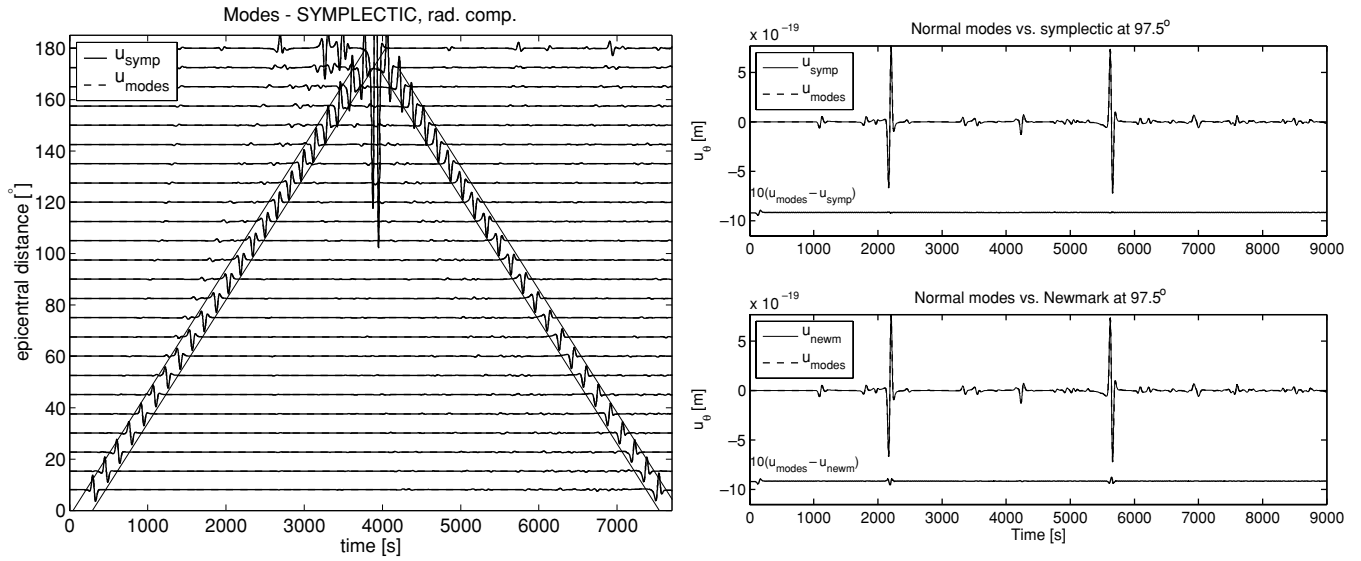 Modes - SYMPLECTIC, rad. comp.
u_symp
u_modes
epicentral distance [°]
180
160
140
120
100
80
60
40
20
0
0 1000 2000 3000 4000 5000 6000 7000
time [s]
Normal modes vs. symplectic at 97.5°
x 10^-19
u_symp
u_modes
u_θ [m]
5
0
−5
−10
10(u_modes − u_symp)
0 1000 2000 3000 4000 5000 6000 7000 8000 9000
Normal modes vs. Newmark at 97.5°
x 10^-19
u_newm
u_modes
u_θ [m]
5
0
−5
−10
10(u_modes − u_newm)
0 1000 2000 3000 4000 5000 6000 7000 8000 9000
Time [s]